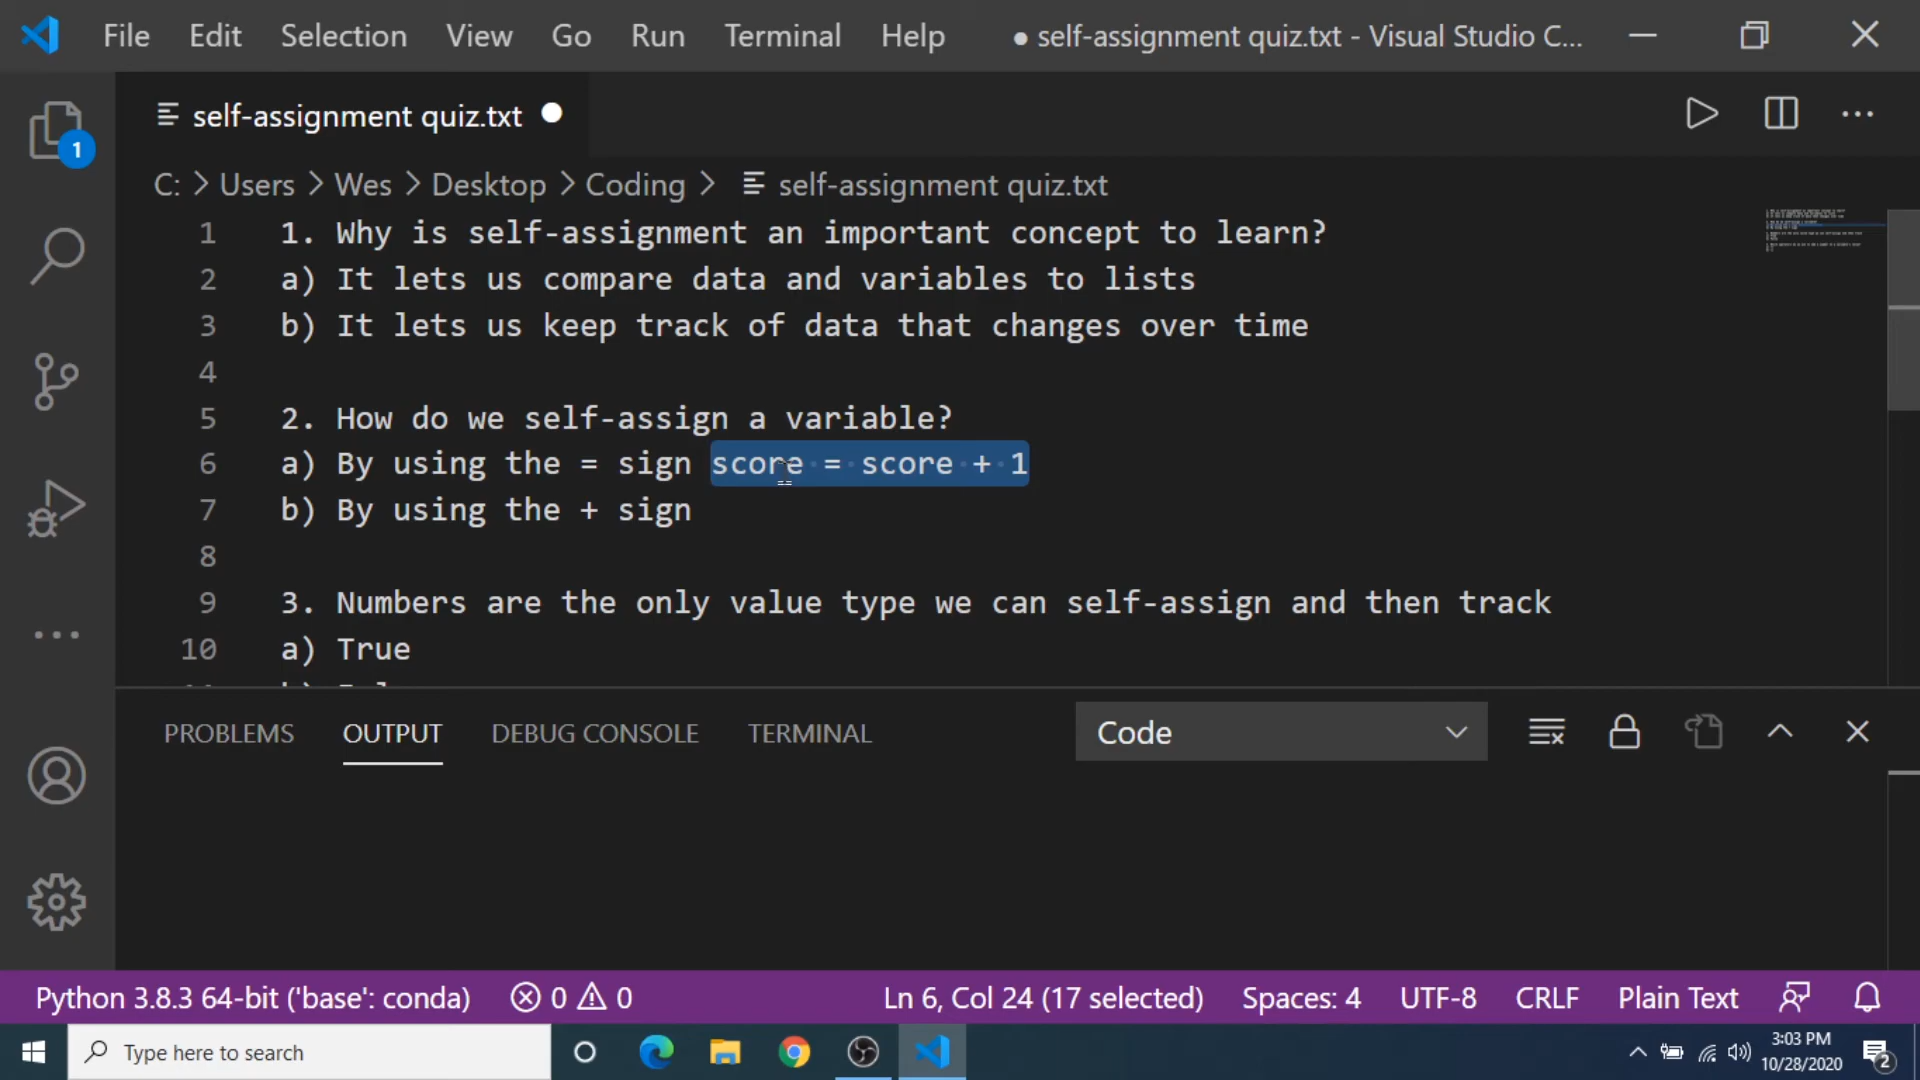 File Edit Selection View Go Run Terminal Help ● self-assignment quiz.txt - Visual Studio C...
self-assignment quiz.txt
C: > Users > Wes > Desktop > Coding > self-assignment quiz.txt
1
1 1. Why is self-assignment an important concept to learn?
2 a) It lets us compare data and variables to lists
3 b) It lets us keep track of data that changes over time
4
5 2. How do we self-assign a variable?
6 a) By using the = sign score = score + 1
7 b) By using the + sign
8
9 3. Numbers are the only value type we can self-assign and then track
10 a) True
PROBLEMS OUTPUT DEBUG CONSOLE TERMINAL Code
Python 3.8.3 64-bit ('base': conda) 0 0 Ln 6, Col 24 (17 selected) Spaces: 4 UTF-8 CRLF Plain Text
Type here to search
3:03 PM
10/28/2020
2